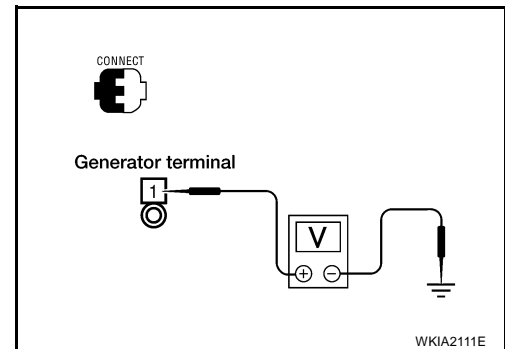 CONNECT
Generator terminal
1
V
+ −
WKIA2111E